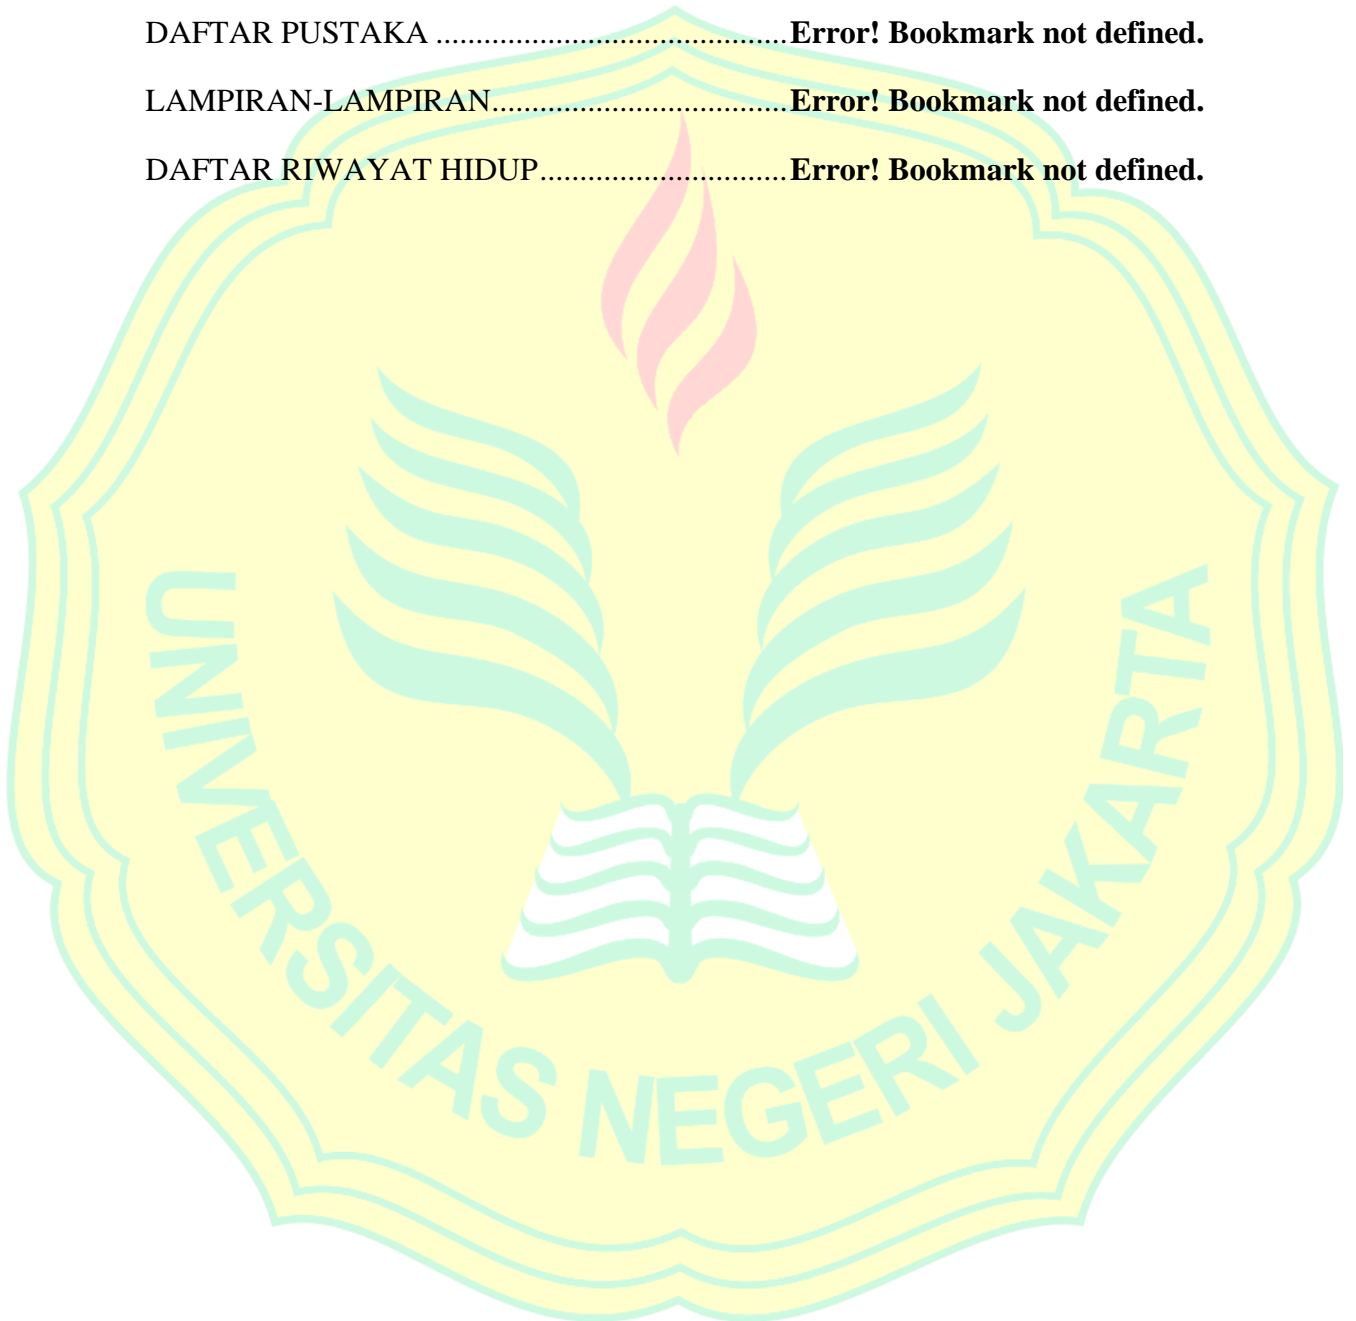 DAFTAR PUSTAKA ............................................Error! Bookmark not defined.
LAMPIRAN-LAMPIRAN.....................................Error! Bookmark not defined.
DAFTAR RIWAYAT HIDUP...............................Error! Bookmark not defined.
UNIVERSITAS NEGERI JAKARTA